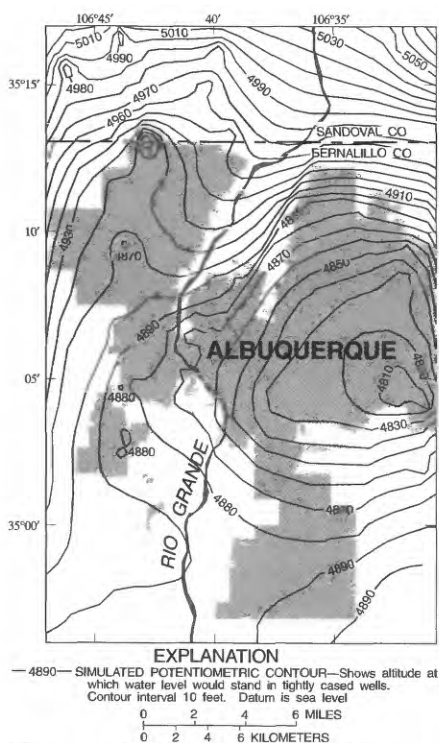 106°45' 40' 106°35'
5010
5030
4990
5050
35°15'
4980
4970
4990
4960
SANDOVAL CO
BERNALILLO CO
4910
10'
4930
4870
4870
4850
4890
ALBUQUERQUE
05'
4810
4880
4830
4880
RIO GRANDE
4880
35°00'
4890
4890
EXPLANATION
—4890— SIMULATED POTENTIOMETRIC CONTOUR—Shows altitude at
which water level would stand in tightly cased wells.
Contour interval 10 feet. Datum is sea level
0 2 4 6 MILES
0 2 4 6 KILOMETERS